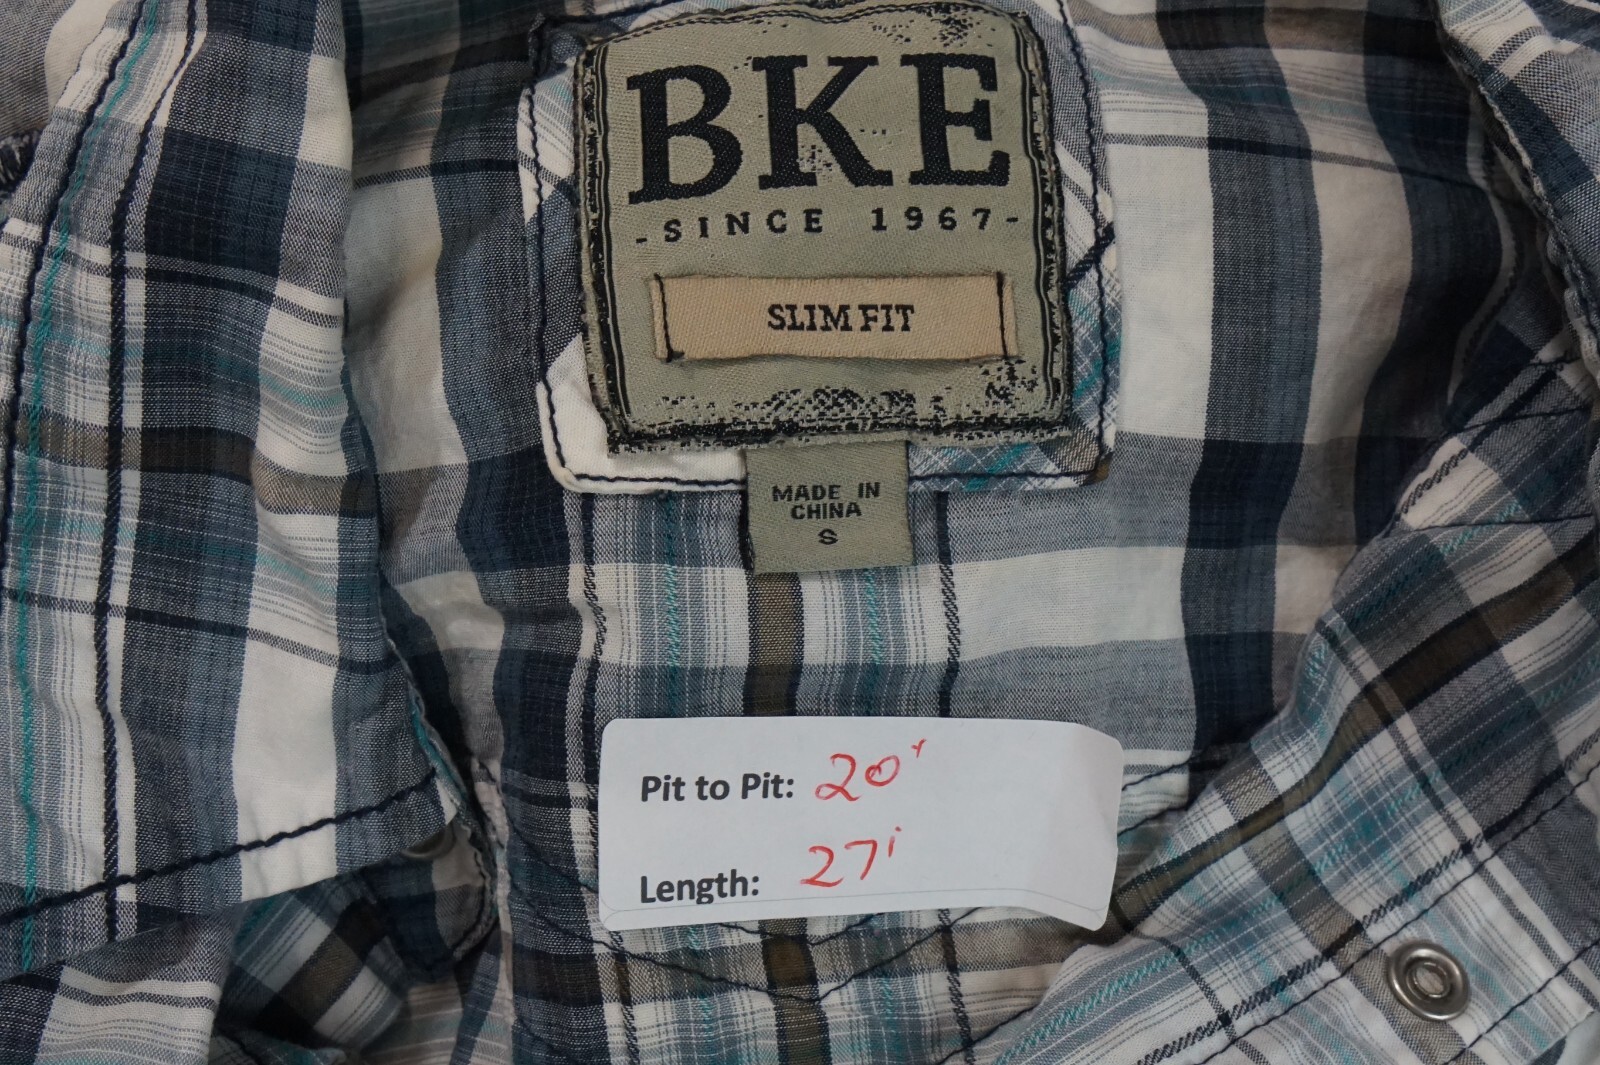 BKE
-SINCE 1967-
SLIM FIT
MADE IN
CHINA
S
Pit to Pit: 20"
Length: 27"